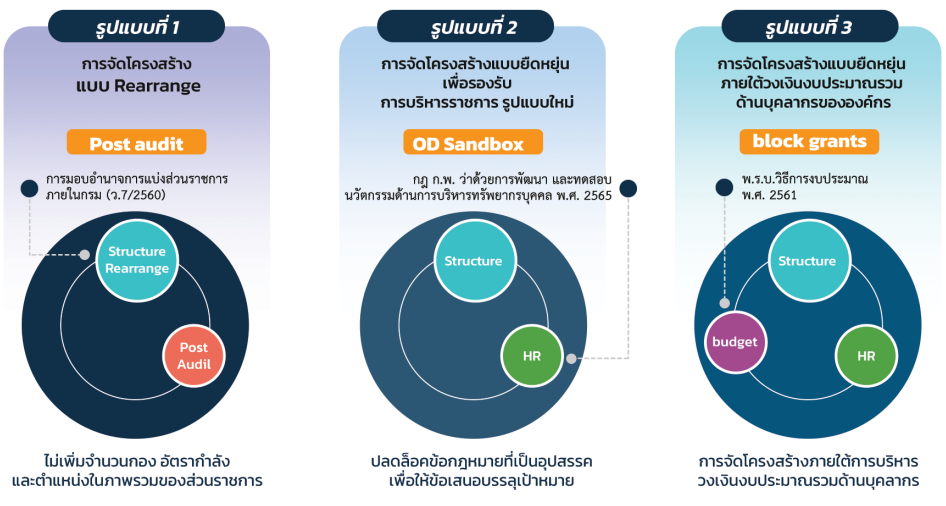 รูปแบบที่ 1
การจัดโครงสร้าง
แบบ Rearrange
Post audit
การมอบอำนาจการแบ่งส่วนราชการ
ภายในกรม (ว.7/2560)
Structure
Rearrange
Post
Audil
ไม่เพิ่มจำนวนกอง อัตรากำลัง
และตำแหน่งในภาพรวมของส่วนราชการ
รูปแบบที่ 2
การจัดโครงสร้างแบบยืดหยุ่น
เพื่อรองรับ
การบริหารราชการ รูปแบบใหม่
OD Sandbox
กฎ ก.พ. ว่าด้วยการพัฒนา และทดสอบ
นวัตกรรมด้านการบริหารทรัพยากรบุคคล พ.ศ. 2565
Structure
HR
ปลดล็อคข้อกฎหมายที่เป็นอุปสรรค
เพื่อให้ข้อเสนอบรรลุเป้าหมาย
รูปแบบที่ 3
การจัดโครงสร้างแบบยืดหยุ่น
ภายใต้วงเงินงบประมาณรวม
ด้านบุคลากรขององค์กร
block grants
พ.ร.บ.วิธีการงบประมาณ
พ.ศ. 2561
Structure
budget
HR
การจัดโครงสร้างภายใต้การบริหาร
วงเงินงบประมาณรวมด้านบุคลากร